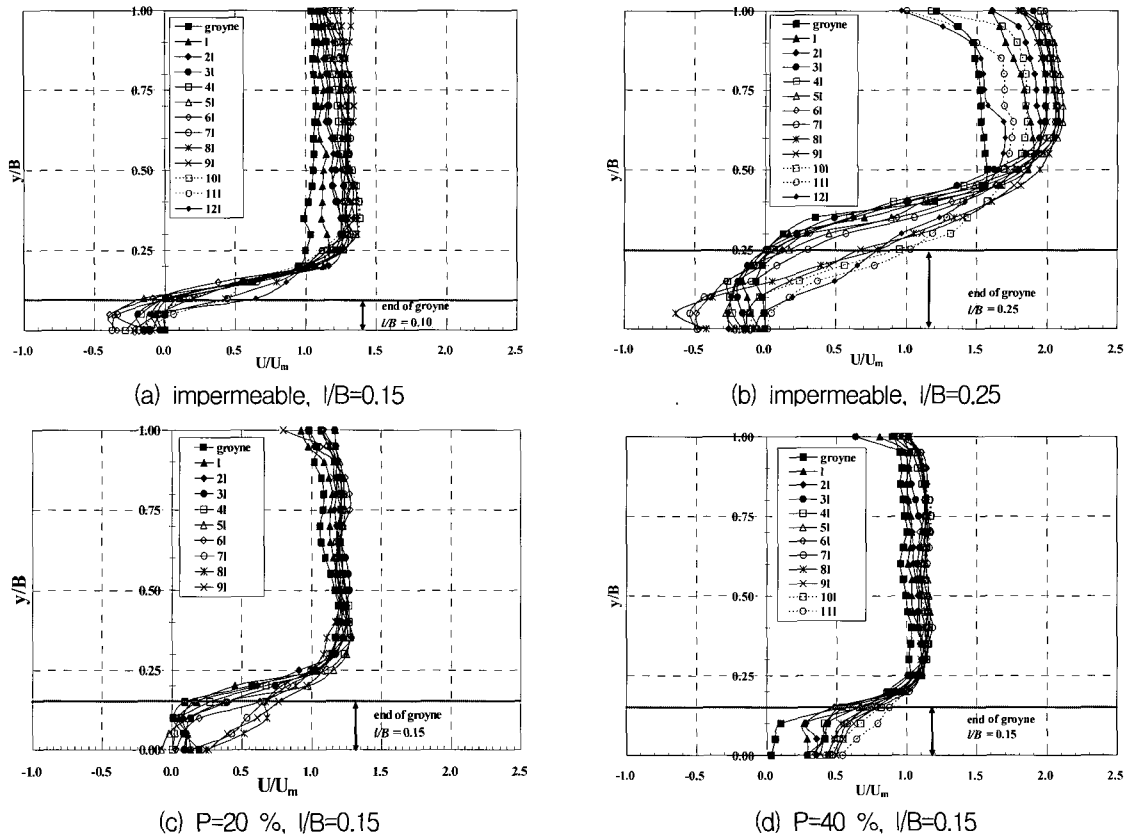 1.00
0.75
0.50
0.25
0.00
y/B
groyne
l
2l
3l
4l
5l
6l
7l
8l
9l
10l
11l
12l
end of groyne
l/B = 0.10
-1.0 -0.5 0.0 0.5 1.0 1.5 2.0 2.5
U/Um
(a) impermeable, l/B=0.15
1.00
0.75
0.50
0.25
y/B
groyne
l
2l
3l
4l
5l
6l
7l
8l
9l
10l
11l
12l
end of groyne
l/B = 0.25
-1.0 -0.5 0.0 0.5 1.0 1.5 2.0 2.5
U/Um
(b) impermeable, l/B=0.25
1.00
0.75
0.50
0.25
0.00
y/B
groyne
l
2l
3l
4l
5l
6l
7l
8l
9l
end of groyne
l/B = 0.15
-1.0 -0.5 0.0 0.5 1.0 1.5 2.0 2.5
U/Um
(c) P=20 %, l/B=0.15
1.00
0.75
0.50
0.25
0.00
y/B
groyne
l
2l
3l
4l
5l
6l
7l
8l
9l
10l
11l
end of groyne
l/B = 0.15
-1.0 -0.5 0.0 0.5 1.0 1.5 2.0 2.5
U/Um
(d) P=40 %, l/B=0.15